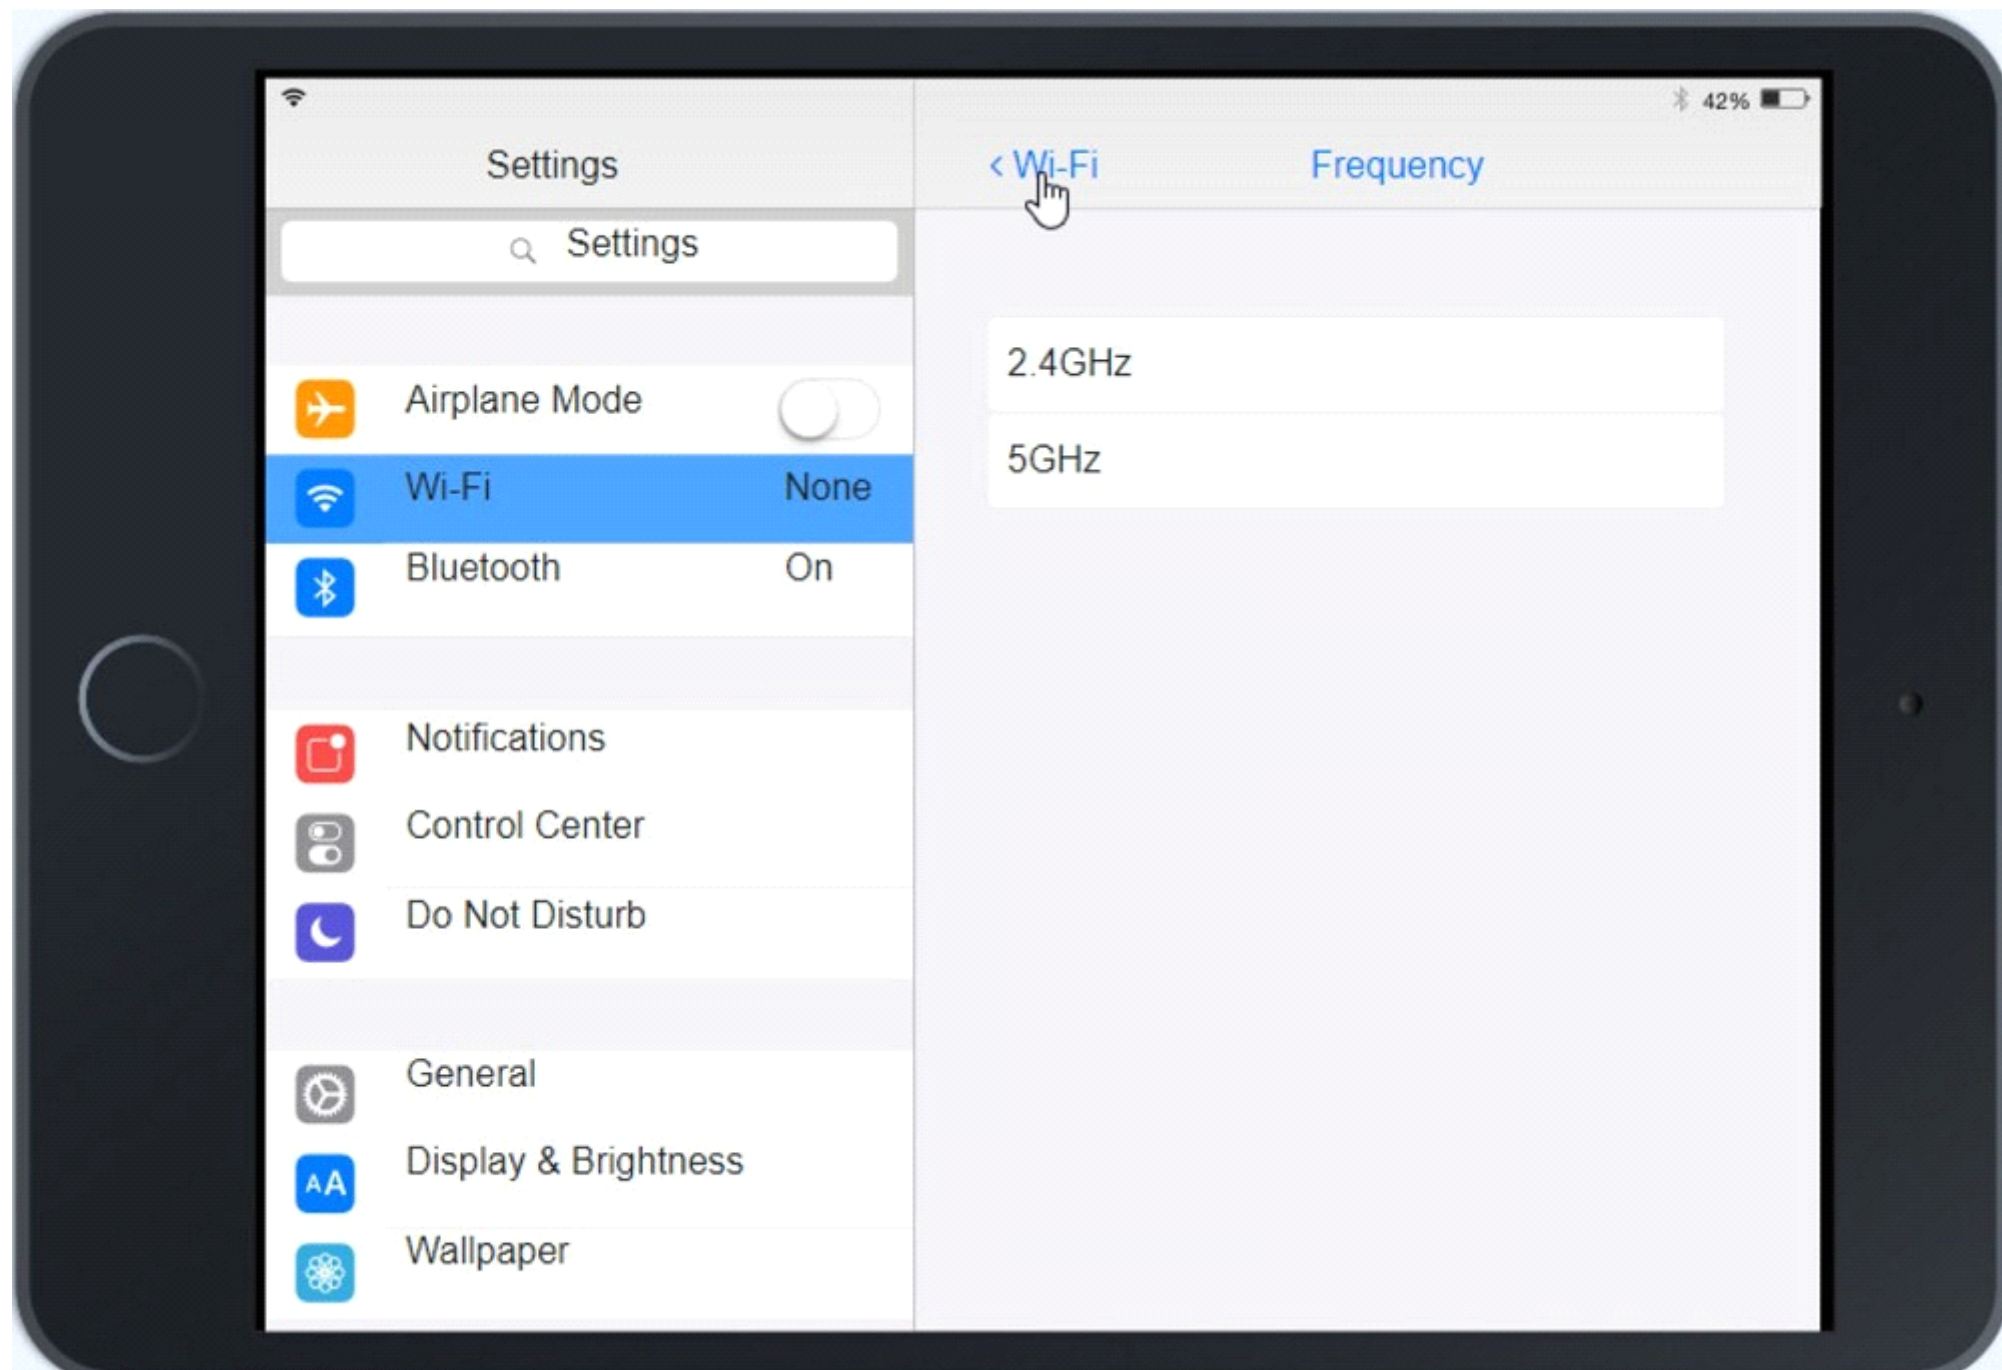 42%
Settings
< Wi-Fi
Frequency
Settings
2.4GHz
5GHz
Airplane Mode
Wi-Fi None
Bluetooth On
Notifications
Control Center
Do Not Disturb
General
AA Display & Brightness
Wallpaper